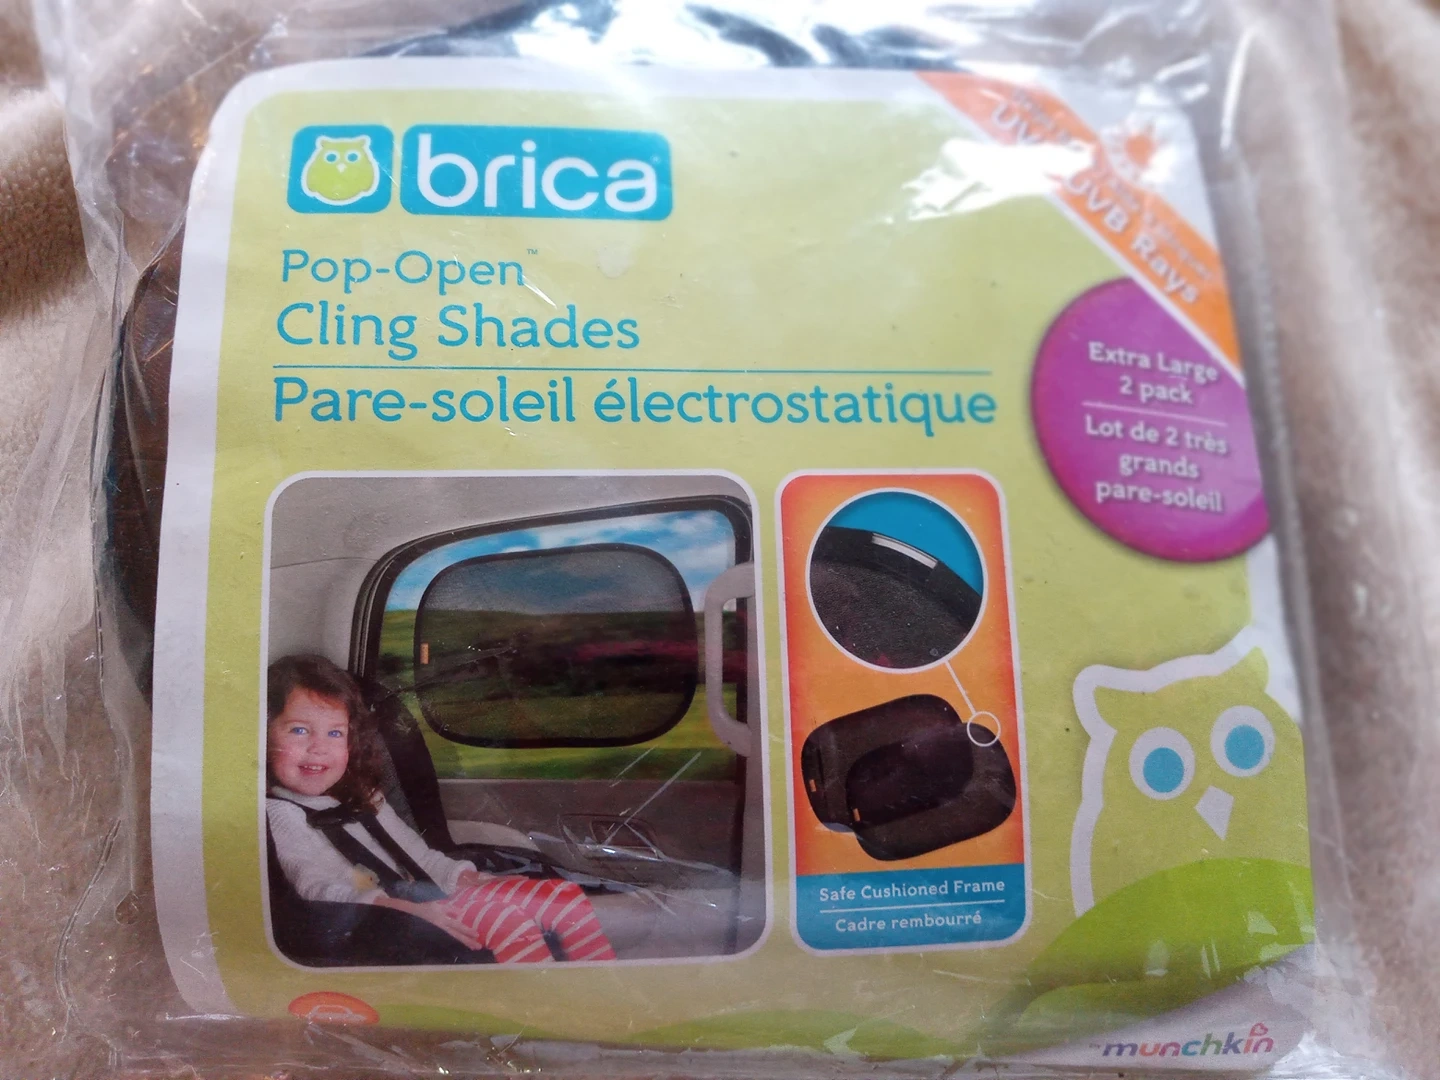 brica
Pop-Open™
Cling Shades
Pare-soleil électrostatique
UVB Rays
Extra Large
2 pack
Lot de 2 très
grands
pare-soleil
Safe Cushioned Frame
Cadre rembourré
munchkin